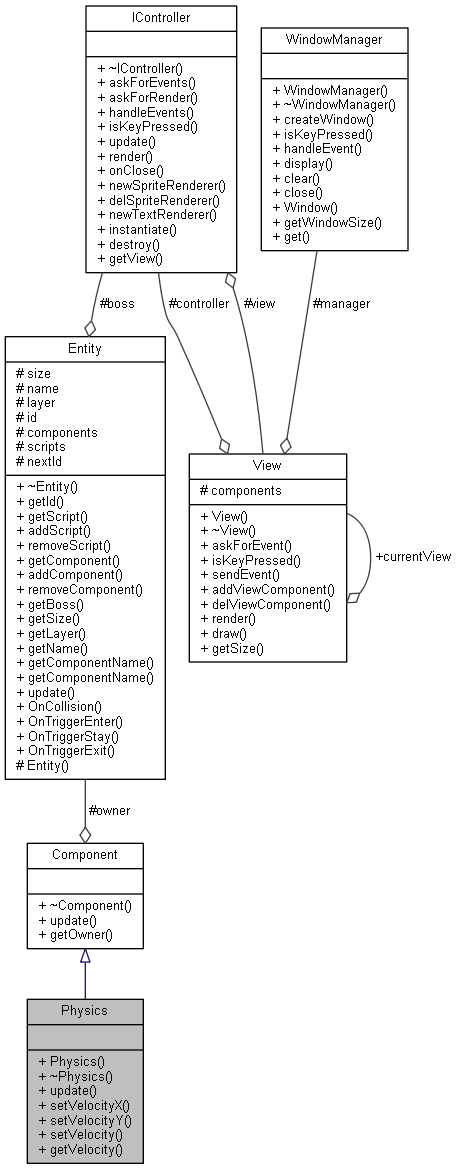 IController
+ ~IController()
+ askForEvents()
+ askForRender()
+ handleEvents()
+ isKeyPressed()
+ update()
+ render()
+ onClose()
+ newSpriteRenderer()
+ delSpriteRenderer()
+ newTextRenderer()
+ instantiate()
+ destroy()
+ getView()
WindowManager
+ WindowManager()
+ ~WindowManager()
+ createWindow()
+ isKeyPressed()
+ handleEvent()
+ display()
+ clear()
+ close()
+ Window()
+ getWindowSize()
+ get()
#boss
#controller
#view
#manager
Entity
# size
# name
# layer
# id
# components
# scripts
# nextId
+ ~Entity()
+ getId()
+ getScript()
+ addScript()
+ removeScript()
+ getComponent()
+ addComponent()
+ removeComponent()
+ getBoss()
+ getSize()
+ getLayer()
+ getName()
+ getComponentName()
+ getComponentName()
+ update()
+ OnCollision()
+ OnTriggerEnter()
+ OnTriggerStay()
+ OnTriggerExit()
# Entity()
View
# components
+ View()
+ ~View()
+ askForEvent()
+ isKeyPressed()
+ sendEvent()
+ addViewComponent()
+ delViewComponent()
+ render()
+ draw()
+ getSize()
+currentView
#owner
Component
+ ~Component()
+ update()
+ getOwner()
Physics
+ Physics()
+ ~Physics()
+ update()
+ setVelocityX()
+ setVelocityY()
+ setVelocity()
+ getVelocity()